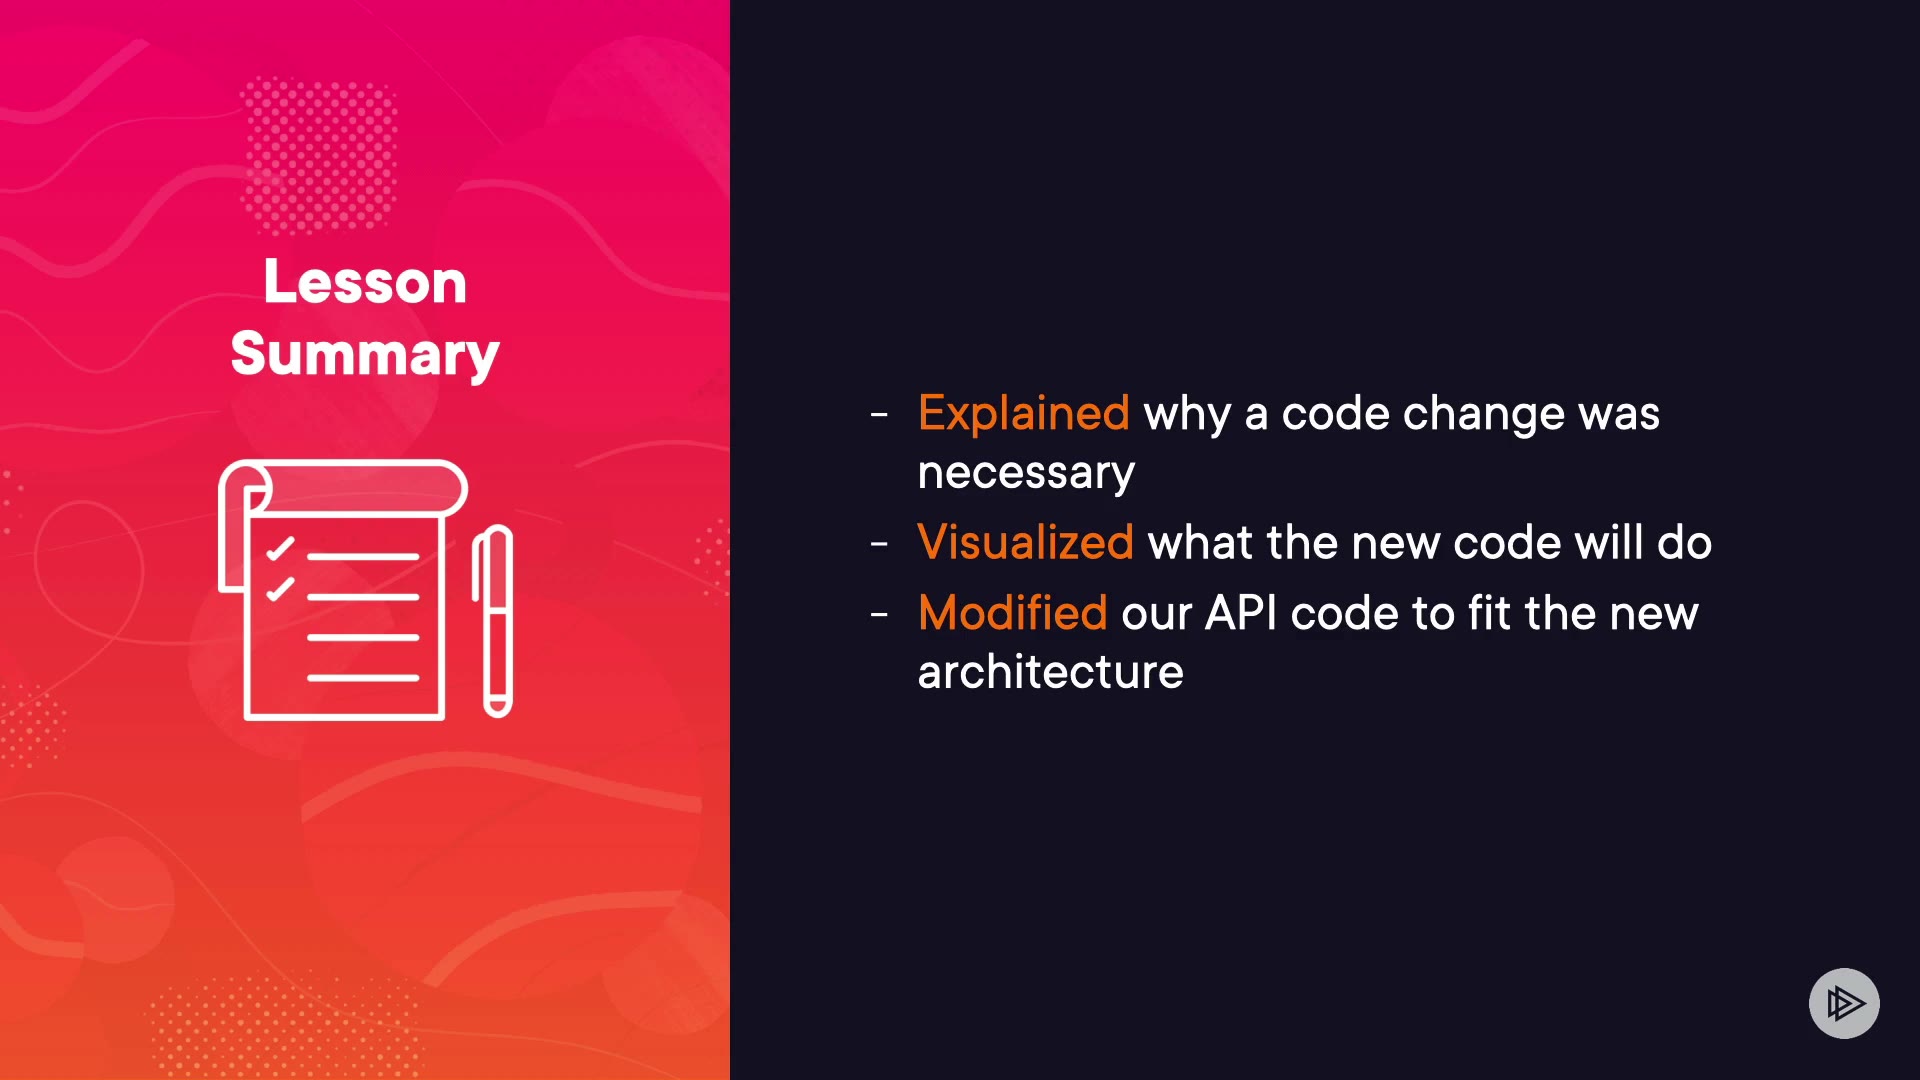 Lesson
Summary
- Explained why a code change was
necessary
- Visualized what the new code will do
- Modified our API code to fit the new
architecture